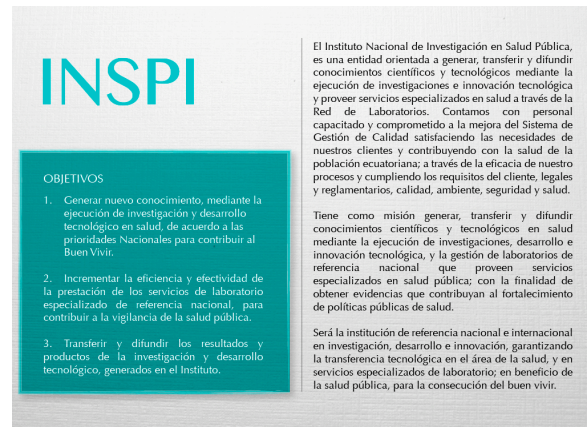 INSPI
OBJETIVOS
1. Generar nuevo conocimiento, mediante la
ejecución de investigación y desarrollo
tecnológico en salud, de acuerdo a las
prioridades Nacionales para contribuir al
Buen Vivir.
2. Incrementar la eficiencia y efectividad de
la prestación de los servicios de laboratorio
especializado de referencia nacional, para
contribuir a la vigilancia de la salud pública.
3. Transferir y difundir los resultados y
productos de la investigación y desarrollo
tecnológico, generados en el Instituto.
El Instituto Nacional de Investigación en Salud Pública,
es una entidad orientada a generar, transferir y difundir
conocimientos científicos y tecnológicos mediante la
ejecución de investigaciones e innovación tecnológica
y proveer servicios especializados en salud a través de la
Red de Laboratorios. Contamos con personal
capacitado y comprometido a la mejora del Sistema de
Gestión de Calidad satisfaciendo las necesidades de
nuestros clientes y contribuyendo con la salud de la
población ecuatoriana; a través de la eficacia de nuestro
procesos y cumpliendo los requisitos del cliente, legales
y reglamentarios, calidad, ambiente, seguridad y salud.
Tiene como misión generar, transferir y difundir
conocimientos científicos y tecnológicos en salud
mediante la ejecución de investigaciones, desarrollo e
innovación tecnológica, y la gestión de laboratorios de
referencia nacional que proveen servicios
especializados en salud pública; con la finalidad de
obtener evidencias que contribuyan al fortalecimiento
de políticas públicas de salud.
Será la institución de referencia nacional e internacional
en investigación, desarrollo e innovación, garantizando
la transferencia tecnológica en el área de la salud, y en
servicios especializados de laboratorio; en beneficio de
la salud pública, para la consecución del buen vivir.